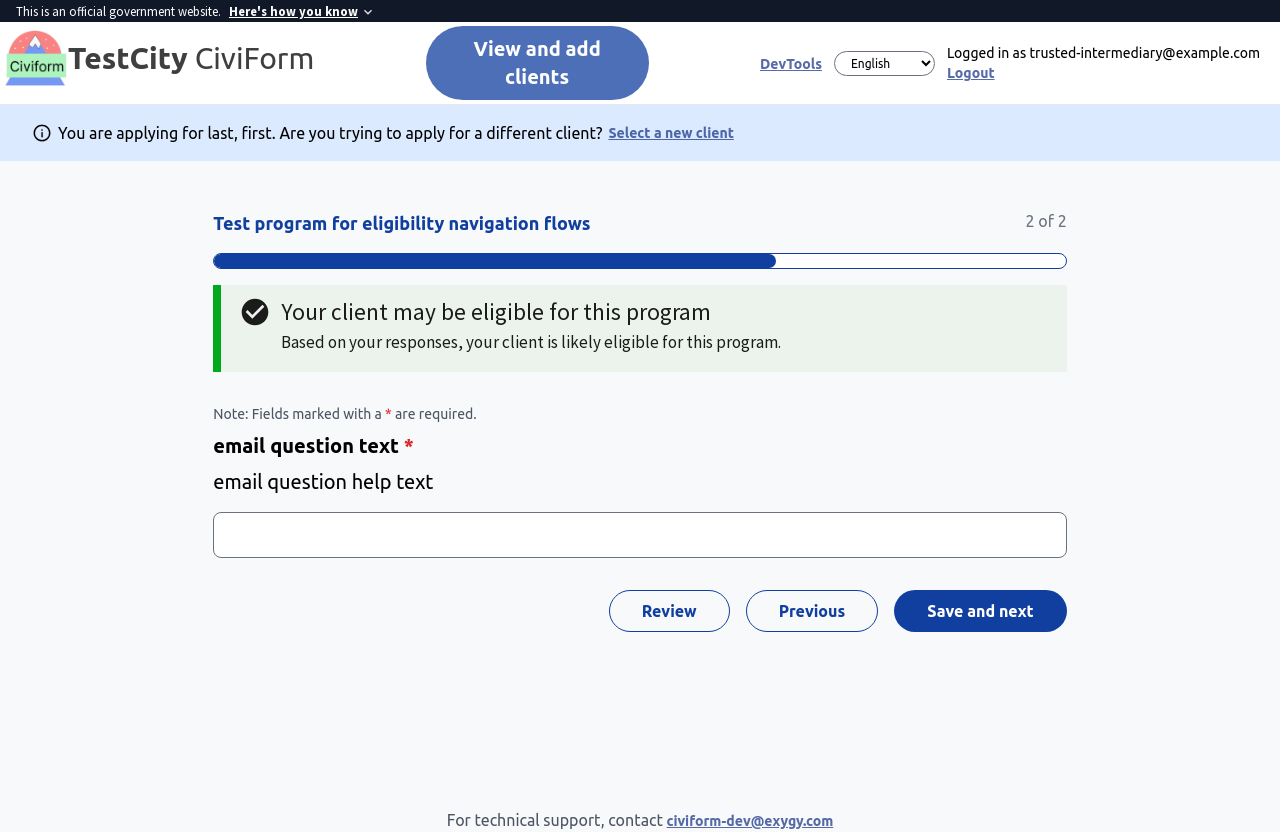 This is an official government website. Here's how you know
Civiform
TestCity CiviForm
View and add
clients
DevTools
English
Logged in as trusted-intermediary@example.com
Logout
You are applying for last, first. Are you trying to apply for a different client? Select a new client
Test program for eligibility navigation flows
2 of 2
Your client may be eligible for this program
Based on your responses, your client is likely eligible for this program.
Note: Fields marked with a * are required.
email question text *
email question help text
Review
Previous
Save and next
For technical support, contact civiform-dev@exygy.com